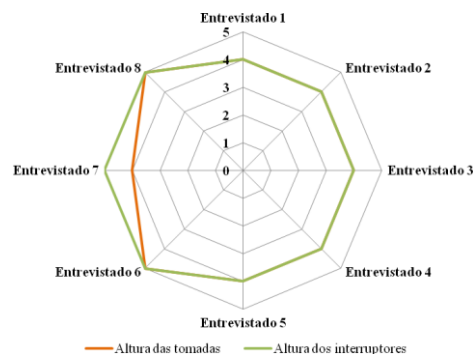 Entrevistado 1
5
Entrevistado 8
4
Entrevistado 2
3
2
1
Entrevistado 7
0
Entrevistado 3
Entrevistado 6
Entrevistado 4
Entrevistado 5
Altura das tomadas
Altura dos interruptores